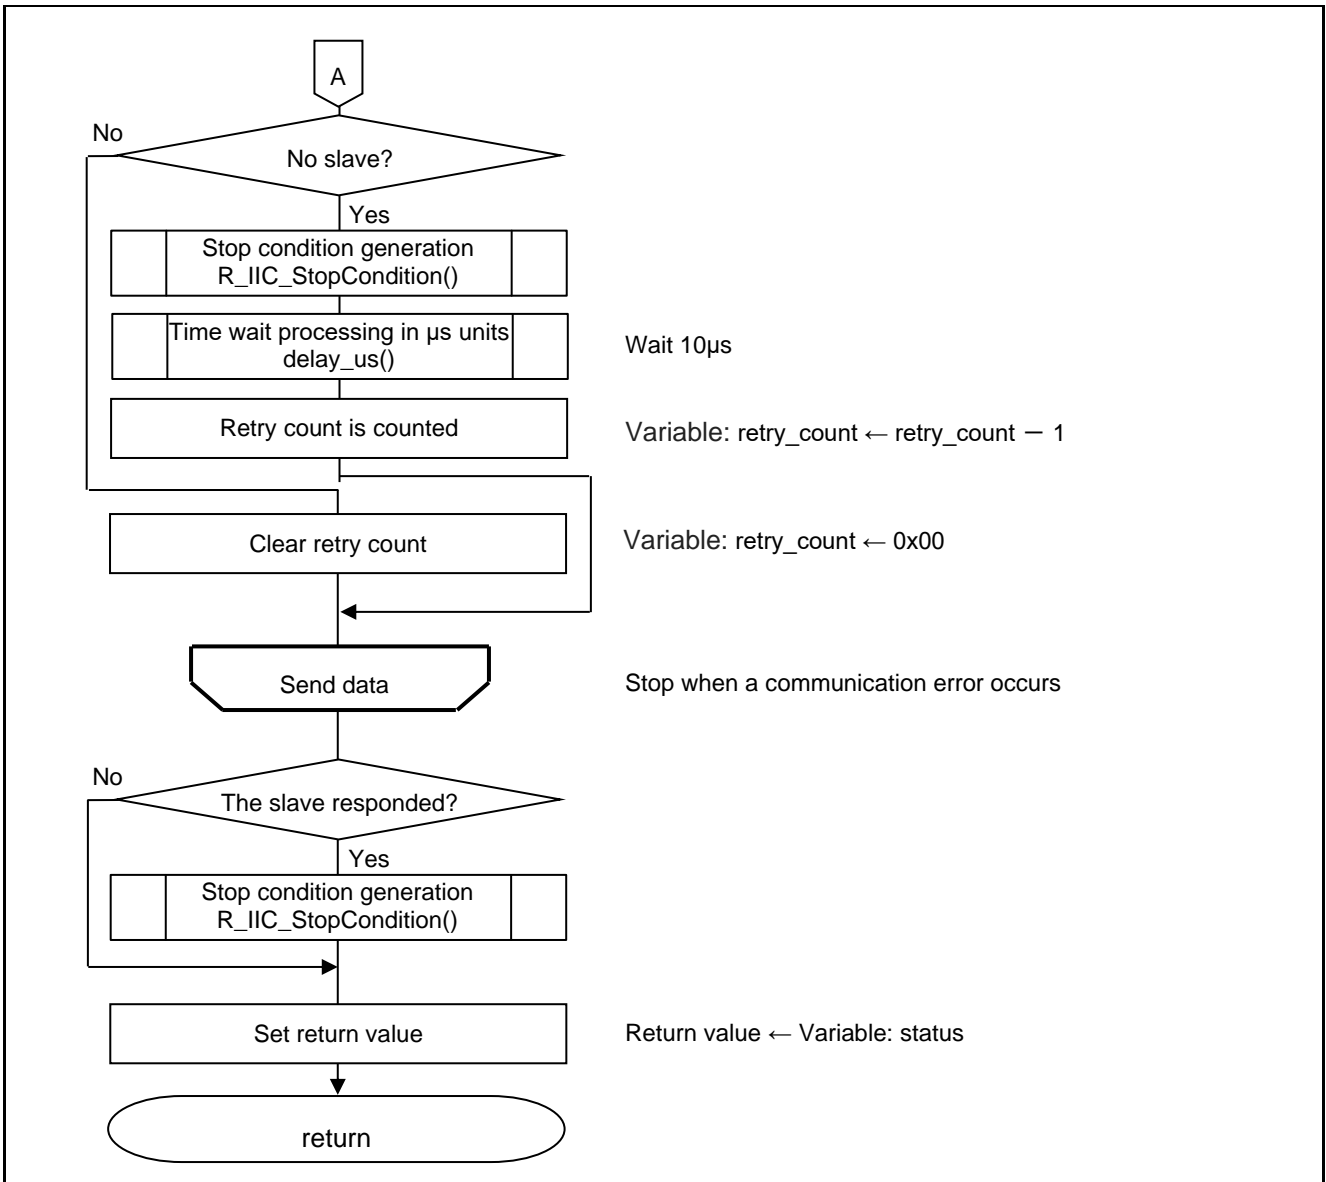 A
No
No slave?
Yes
Stop condition generation
R_IIC_StopCondition()
Time wait processing in µs units
delay_us()
Wait 10µs
Retry count is counted
Variable: retry_count ← retry_count － 1
Clear retry count
Variable: retry_count ← 0x00
Send data
Stop when a communication error occurs
No
The slave responded?
Yes
Stop condition generation
R_IIC_StopCondition()
Set return value
Return value ← Variable: status
return